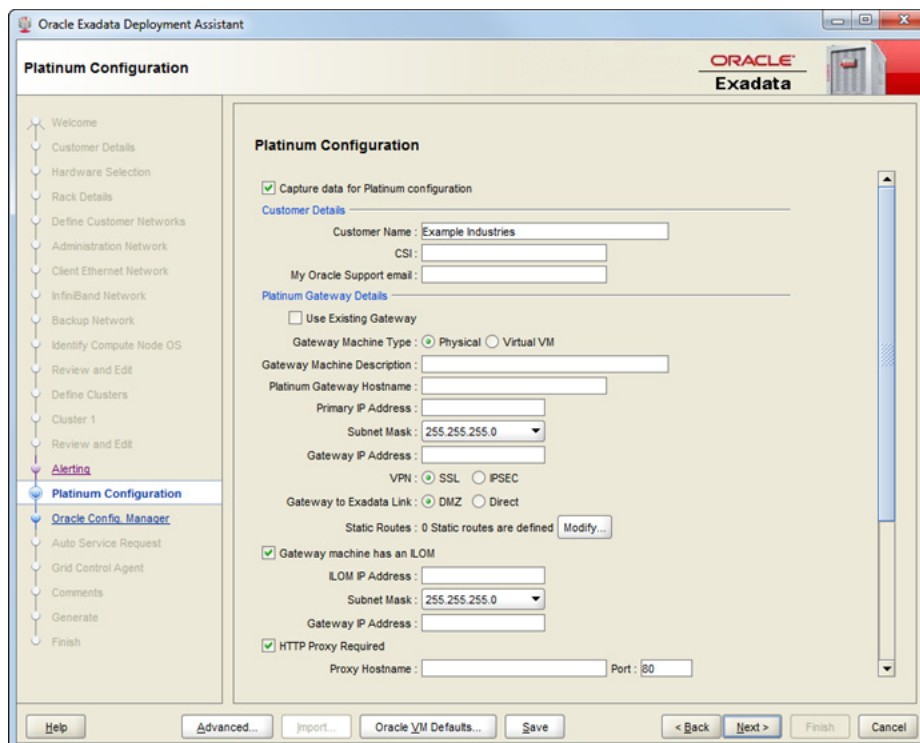 Oracle Exadata Deployment Assistant
Platinum Configuration
ORACLE
Exadata
Welcome
Customer Details
Hardware Selection
Rack Details
Define Customer Networks
Administration Network
Client Ethernet Network
InfiniBand Network
Backup Network
Identify Compute Node OS
Review and Edit
Define Clusters
Cluster 1
Review and Edit
Alerting
Platinum Configuration
Oracle Config. Manager
Auto Service Request
Grid Control Agent
Comments
Generate
Finish
Platinum Configuration
Capture data for Platinum configuration
Customer Details
Customer Name : Example Industries
CSI :
My Oracle Support email :
Platinum Gateway Details
Use Existing Gateway
Gateway Machine Type : Physical Virtual VM
Gateway Machine Description :
Platinum Gateway Hostname :
Primary IP Address :
Subnet Mask : 255.255.255.0
Gateway IP Address :
VPN : SSL IPSEC
Gateway to Exadata Link : DMZ Direct
Static Routes : 0 Static routes are defined Modify...
Gateway machine has an ILOM
ILOM IP Address :
Subnet Mask : 255.255.255.0
Gateway IP Address :
HTTP Proxy Required
Proxy Hostname : Port : 80
Help Advanced... Import... Oracle VM Defaults... Save < Back Next > Finish Cancel